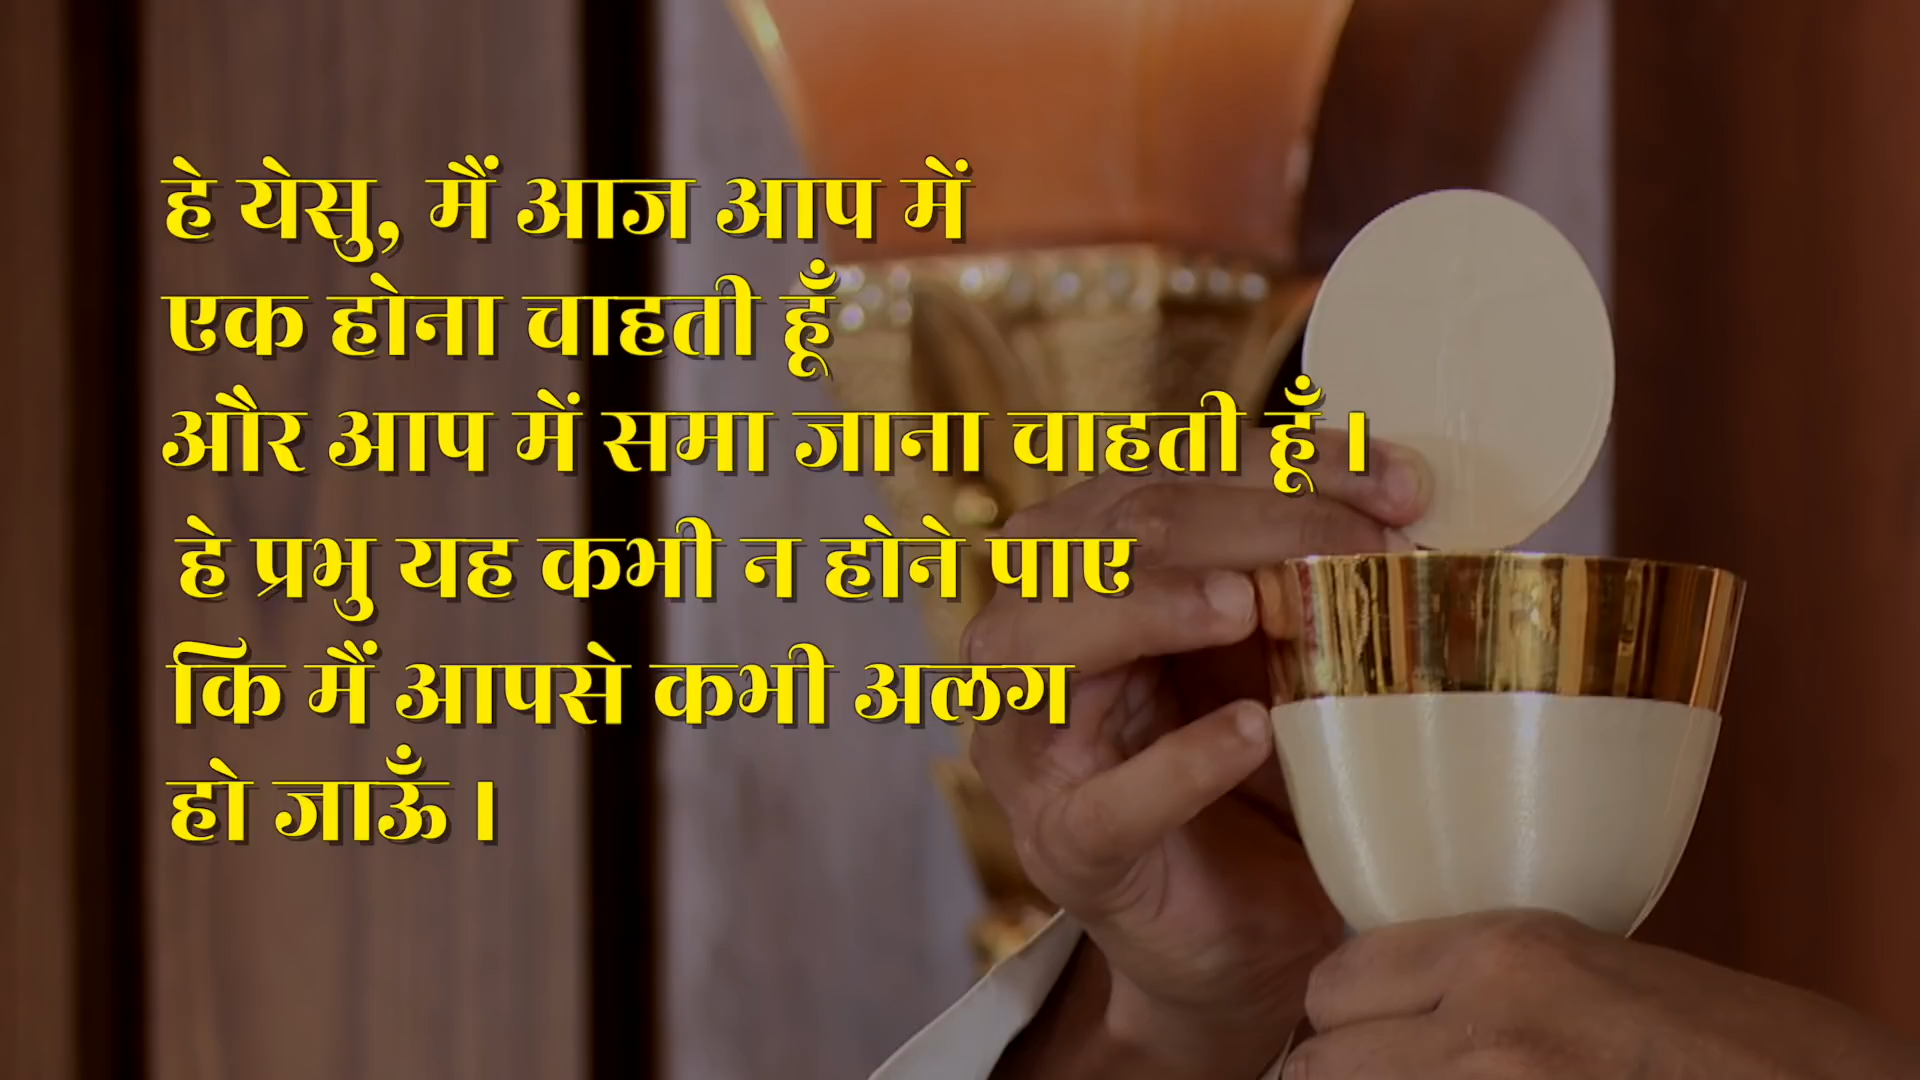 हे येसु, मैं आज आप में
एक होना चाहती हूँ
और आप में समा जाना चाहती हूँ।
हे प्रभु यह कभी न होने पाए
कि मैं आपसे कभी अलग
हो जाऊँ।